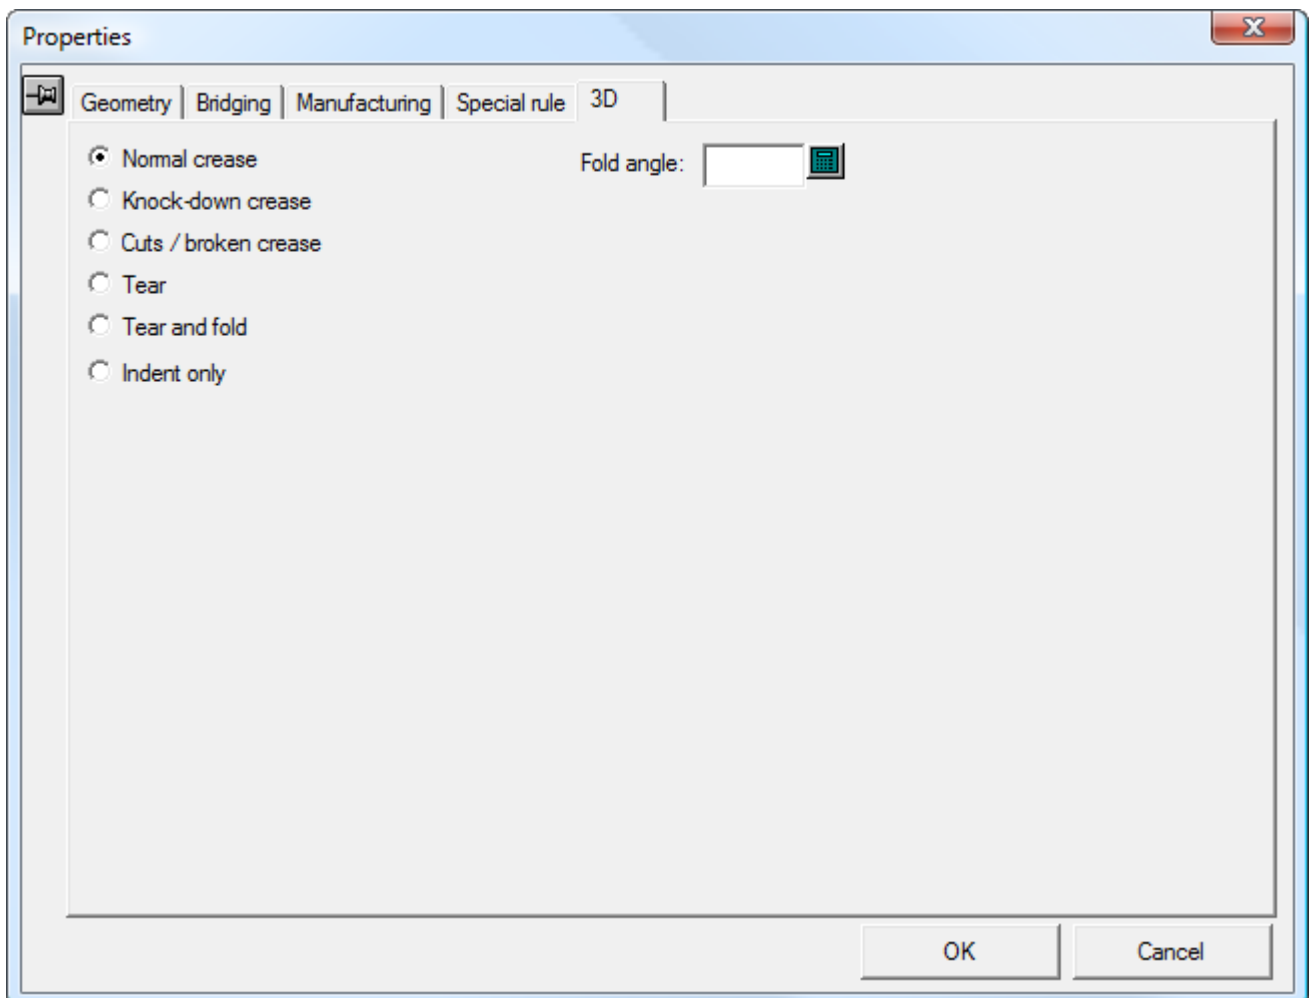 Properties
Geometry Bridging Manufacturing Special rule 3D
Normal crease Fold angle:
Knock-down crease
Cuts / broken crease
Tear
Tear and fold
Indent only
OK Cancel